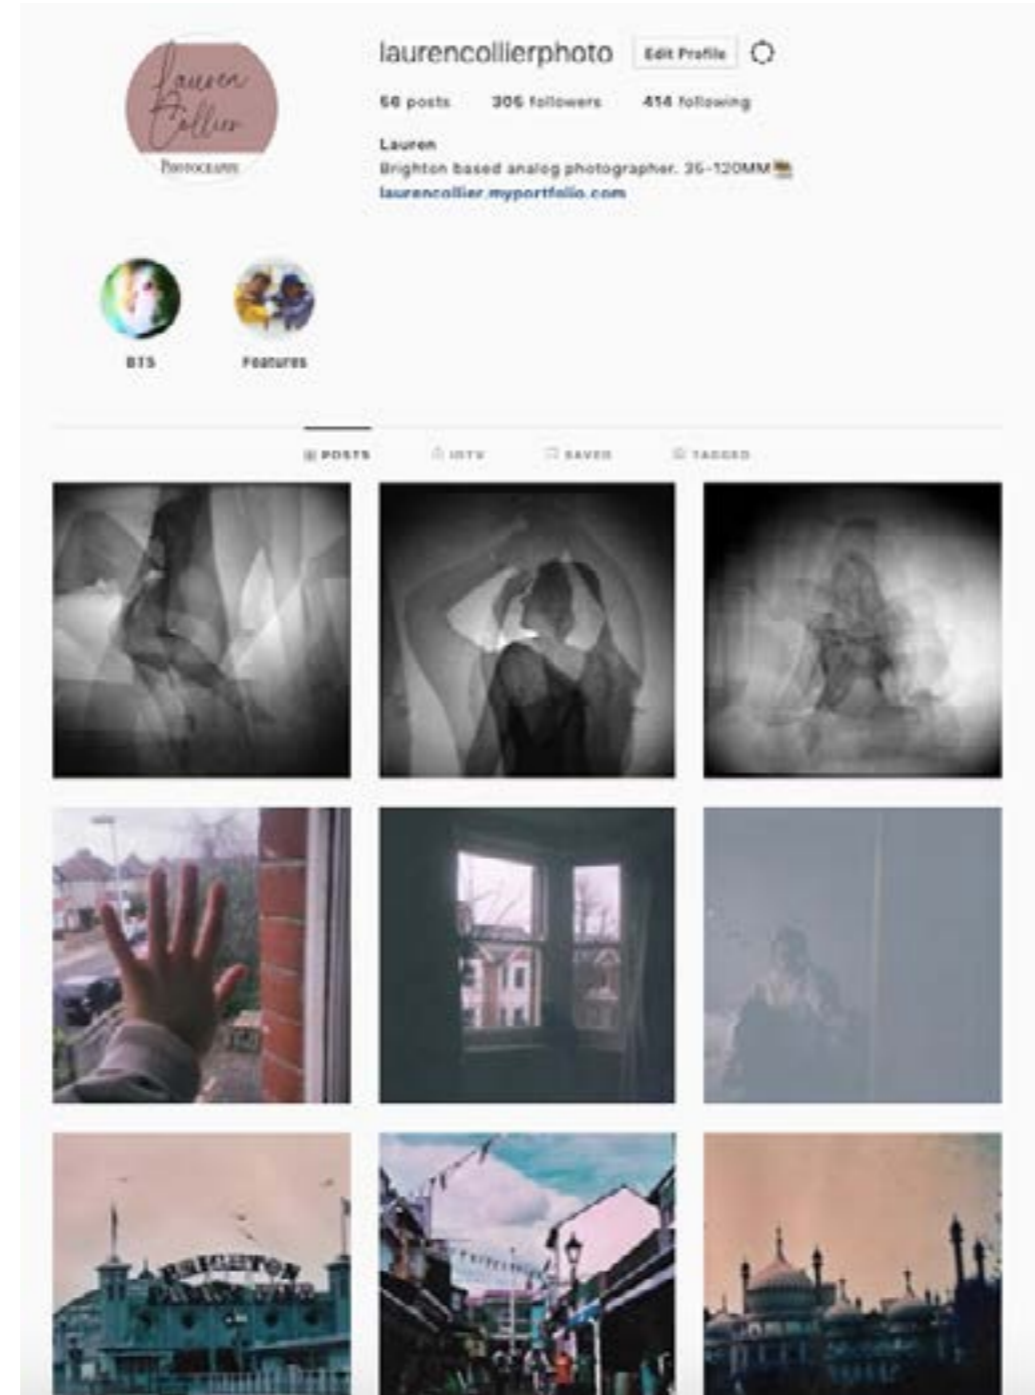 Lauren
Collier
PHOTOGRAPHY
laurencollierphoto Edit Profile
56 posts 305 followers 414 following
Lauren
Brighton based analog photographer. 35-120MM
laurencollier.myportfolio.com
BTS Features
POSTS IGTV SAVED TAGGED
BRIGHTON
PALACE PIER